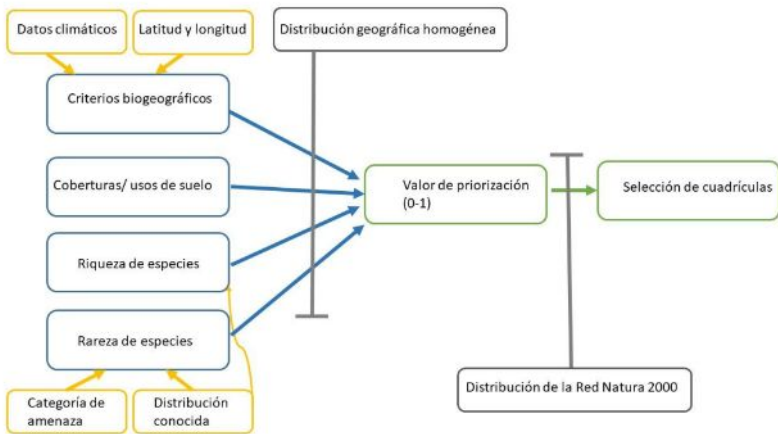 Datos climáticos
Latitud y longitud
Distribución geográfica homogénea
Criterios biogeográficos
Coberturas/ usos de suelo
Valor de priorización
(0-1)
Selección de cuadrículas
Riqueza de especies
Rareza de especies
Categoría de
amenaza
Distribución
conocida
Distribución de la Red Natura 2000